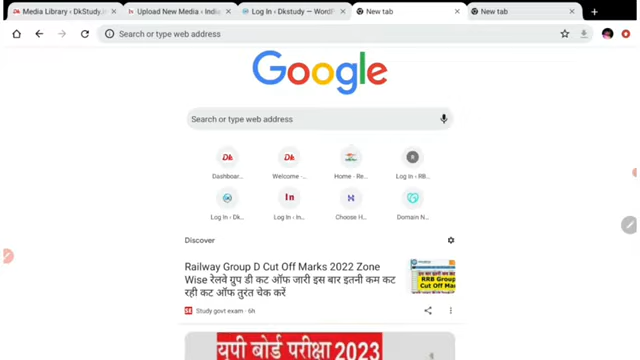 Media Library ‹ DkStudy.In
Upload New Media ‹ India
Log In ‹ Dkstudy — WordPr
New tab
New tab
Search or type web address
Google
Search or type web address
Dashboar...
Welcome -...
Home - Re...
Log In ‹ RB...
Log In ‹ Dk...
Log In ‹ In...
Choose H...
Domain N...
Discover
Railway Group D Cut Off Marks 2022 Zone
Wise रेलवे ग्रुप डी कट ऑफ जारी इस बार इतनी कम कट
रही कट ऑफ तुरंत चेक करें
RRB Group
Cut Off Mar
SE Study govt exam · 6h
यूपी बोर्ड परीक्षा 2023